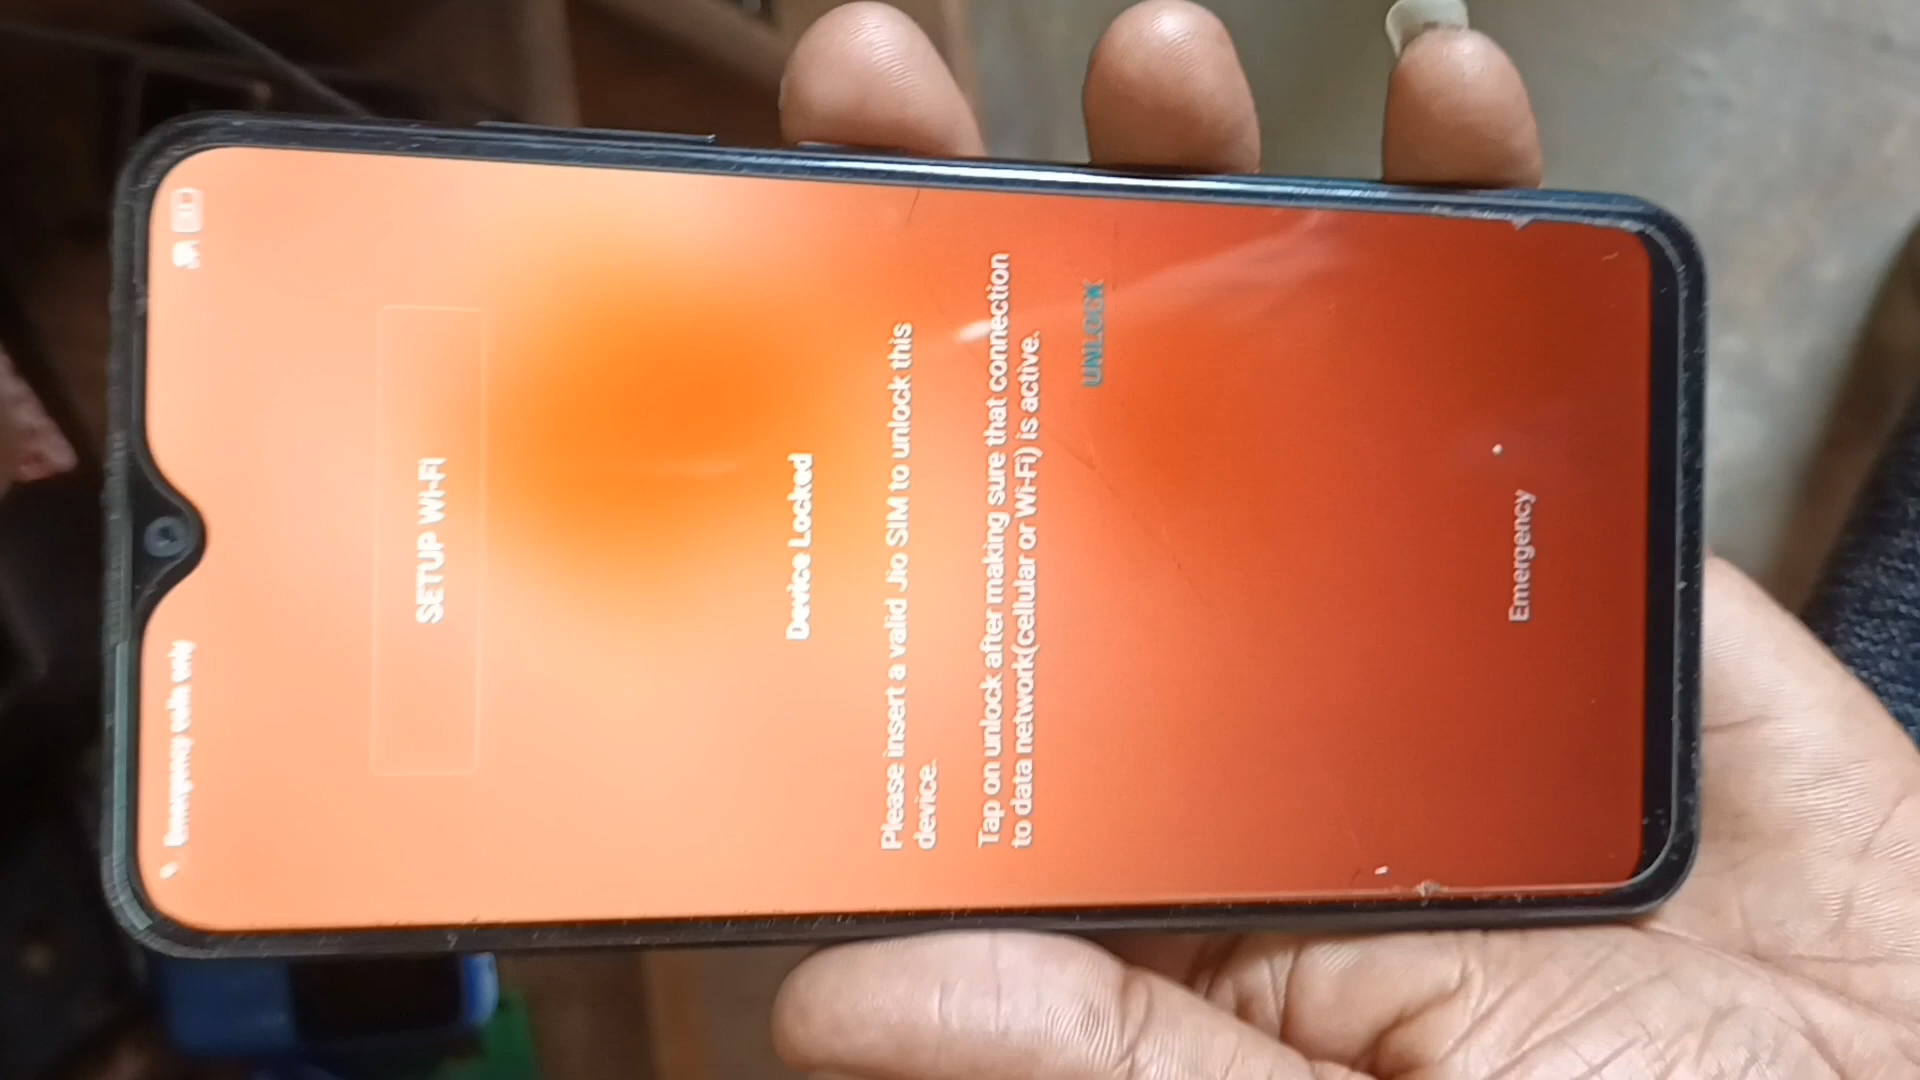 Emergency calls only
SETUP Wi-Fi
Device Locked
Please insert a valid Jio SIM to unlock this
device.
Tap on unlock after making sure that connection
to data network(cellular or Wi-Fi) is active.
UNLOCK
Emergency